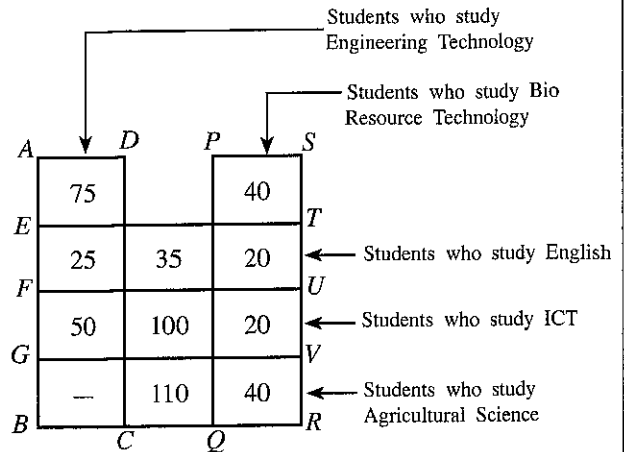 Students who study
Engineering Technology
Students who study Bio
Resource Technology
A D P S
75 40
E T
25 35 20 Students who study English
F U
50 100 20 Students who study ICT
G V
— 110 40 Students who study
Agricultural Science
B C Q R